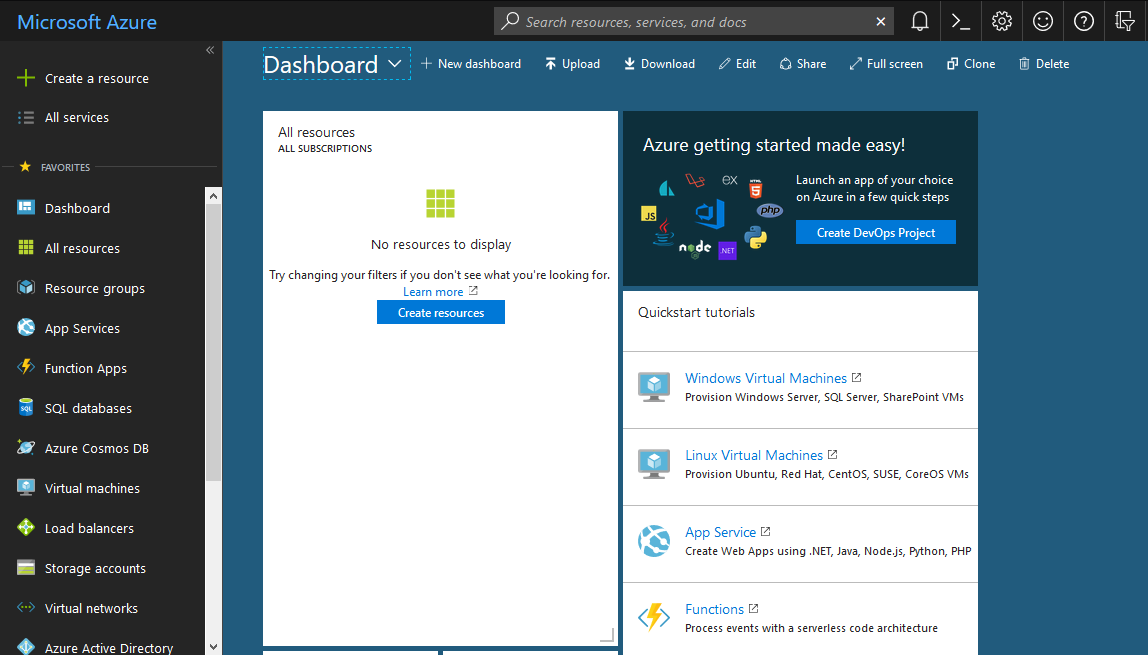 Microsoft Azure
Search resources, services, and docs
Create a resource
All services
FAVORITES
Dashboard
All resources
Resource groups
App Services
Function Apps
SQL databases
SQL
Azure Cosmos DB
Virtual machines
Load balancers
Storage accounts
Virtual networks
Azure Active Directory
Dashboard
New dashboard
Upload
Download
Edit
Share
Full screen
Clone
Delete
All resources
ALL SUBSCRIPTIONS
No resources to display
Try changing your filters if you don't see what you're looking for.
Learn more
Create resources
Azure getting started made easy!
EX
HTML
5
JS
php
node
.NET
Launch an app of your choice
on Azure in a few quick steps
Create DevOps Project
Quickstart tutorials
Windows Virtual Machines
Provision Windows Server, SQL Server, SharePoint VMs
Linux Virtual Machines
Provision Ubuntu, Red Hat, CentOS, SUSE, CoreOS VMs
App Service
Create Web Apps using .NET, Java, Node.js, Python, PHP
Functions
Process events with a serverless code architecture